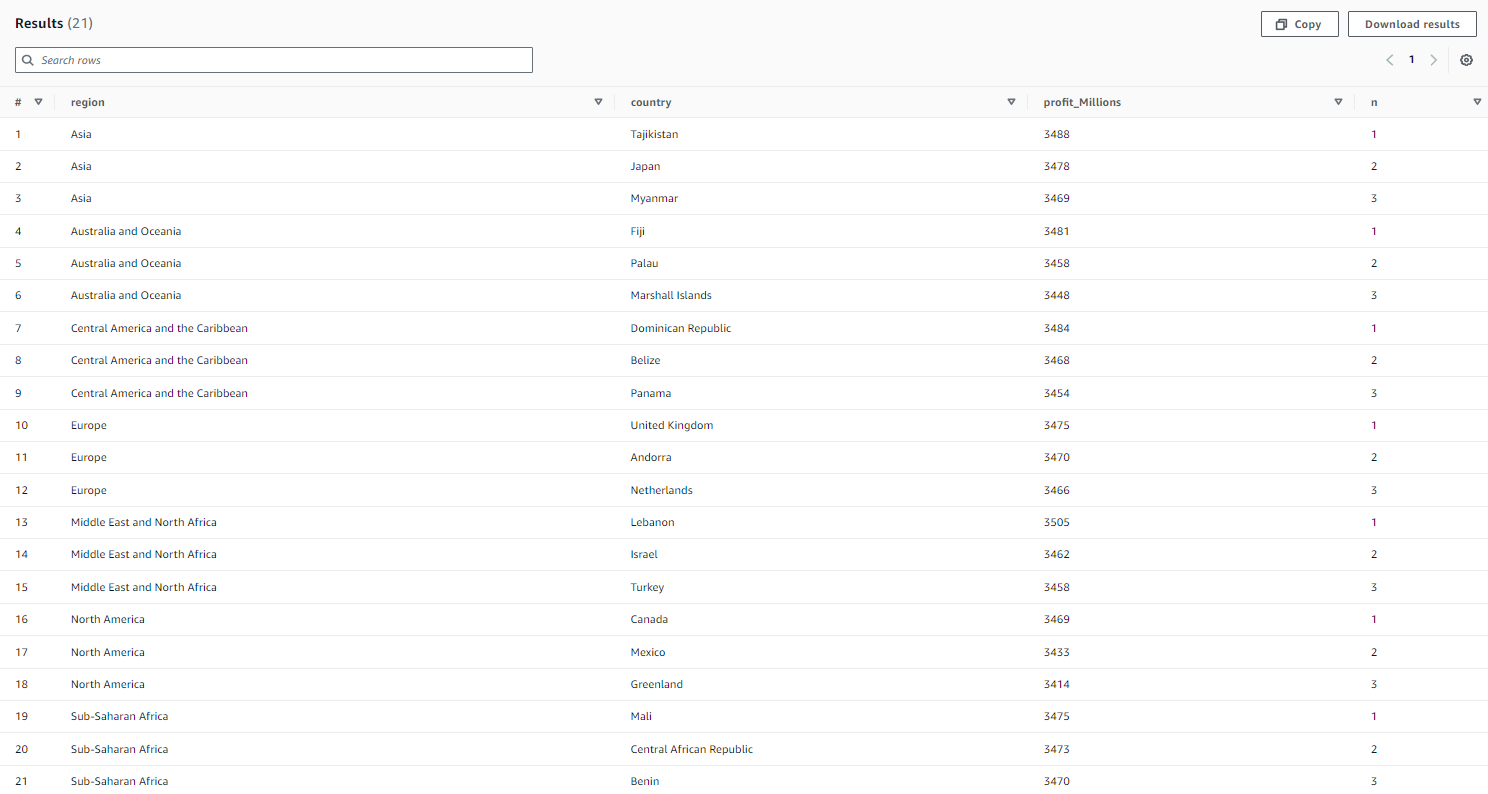 Results (21)
Copy
Download results
Search rows
1
# region country profit_Millions n
1 Asia Tajikistan 3488 1
2 Asia Japan 3478 2
3 Asia Myanmar 3469 3
4 Australia and Oceania Fiji 3481 1
5 Australia and Oceania Palau 3458 2
6 Australia and Oceania Marshall Islands 3448 3
7 Central America and the Caribbean Dominican Republic 3484 1
8 Central America and the Caribbean Belize 3468 2
9 Central America and the Caribbean Panama 3454 3
10 Europe United Kingdom 3475 1
11 Europe Andorra 3470 2
12 Europe Netherlands 3466 3
13 Middle East and North Africa Lebanon 3505 1
14 Middle East and North Africa Israel 3462 2
15 Middle East and North Africa Turkey 3458 3
16 North America Canada 3469 1
17 North America Mexico 3433 2
18 North America Greenland 3414 3
19 Sub-Saharan Africa Mali 3475 1
20 Sub-Saharan Africa Central African Republic 3473 2
21 Sub-Saharan Africa Benin 3470 3